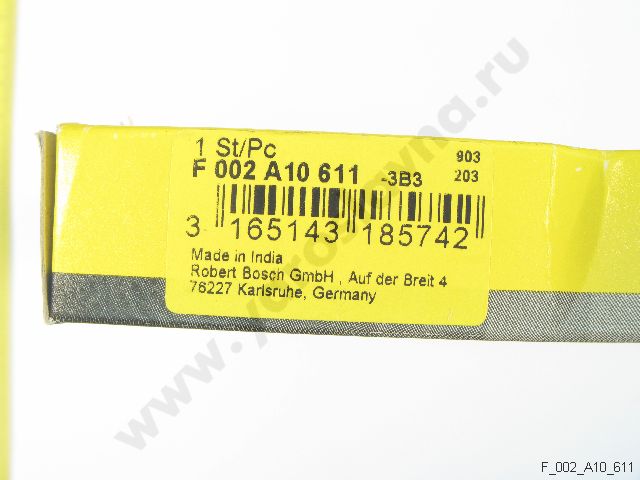 1 St/Pc 903
F 002 A10 611 -3B3 203
3 165143 185742
Made in India
Robert Bosch GmbH , Auf der Breit 4
76227 Karlsruhe, Germany
F_002_A10_611